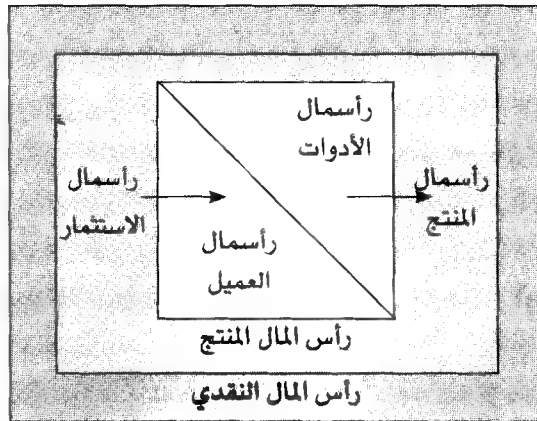 رأسمال
الأدوات
رأسمال
المنتج
رأسمال
الاستثمار
رأسمال
العميل
رأس المال المنتج
رأس المال النقدي